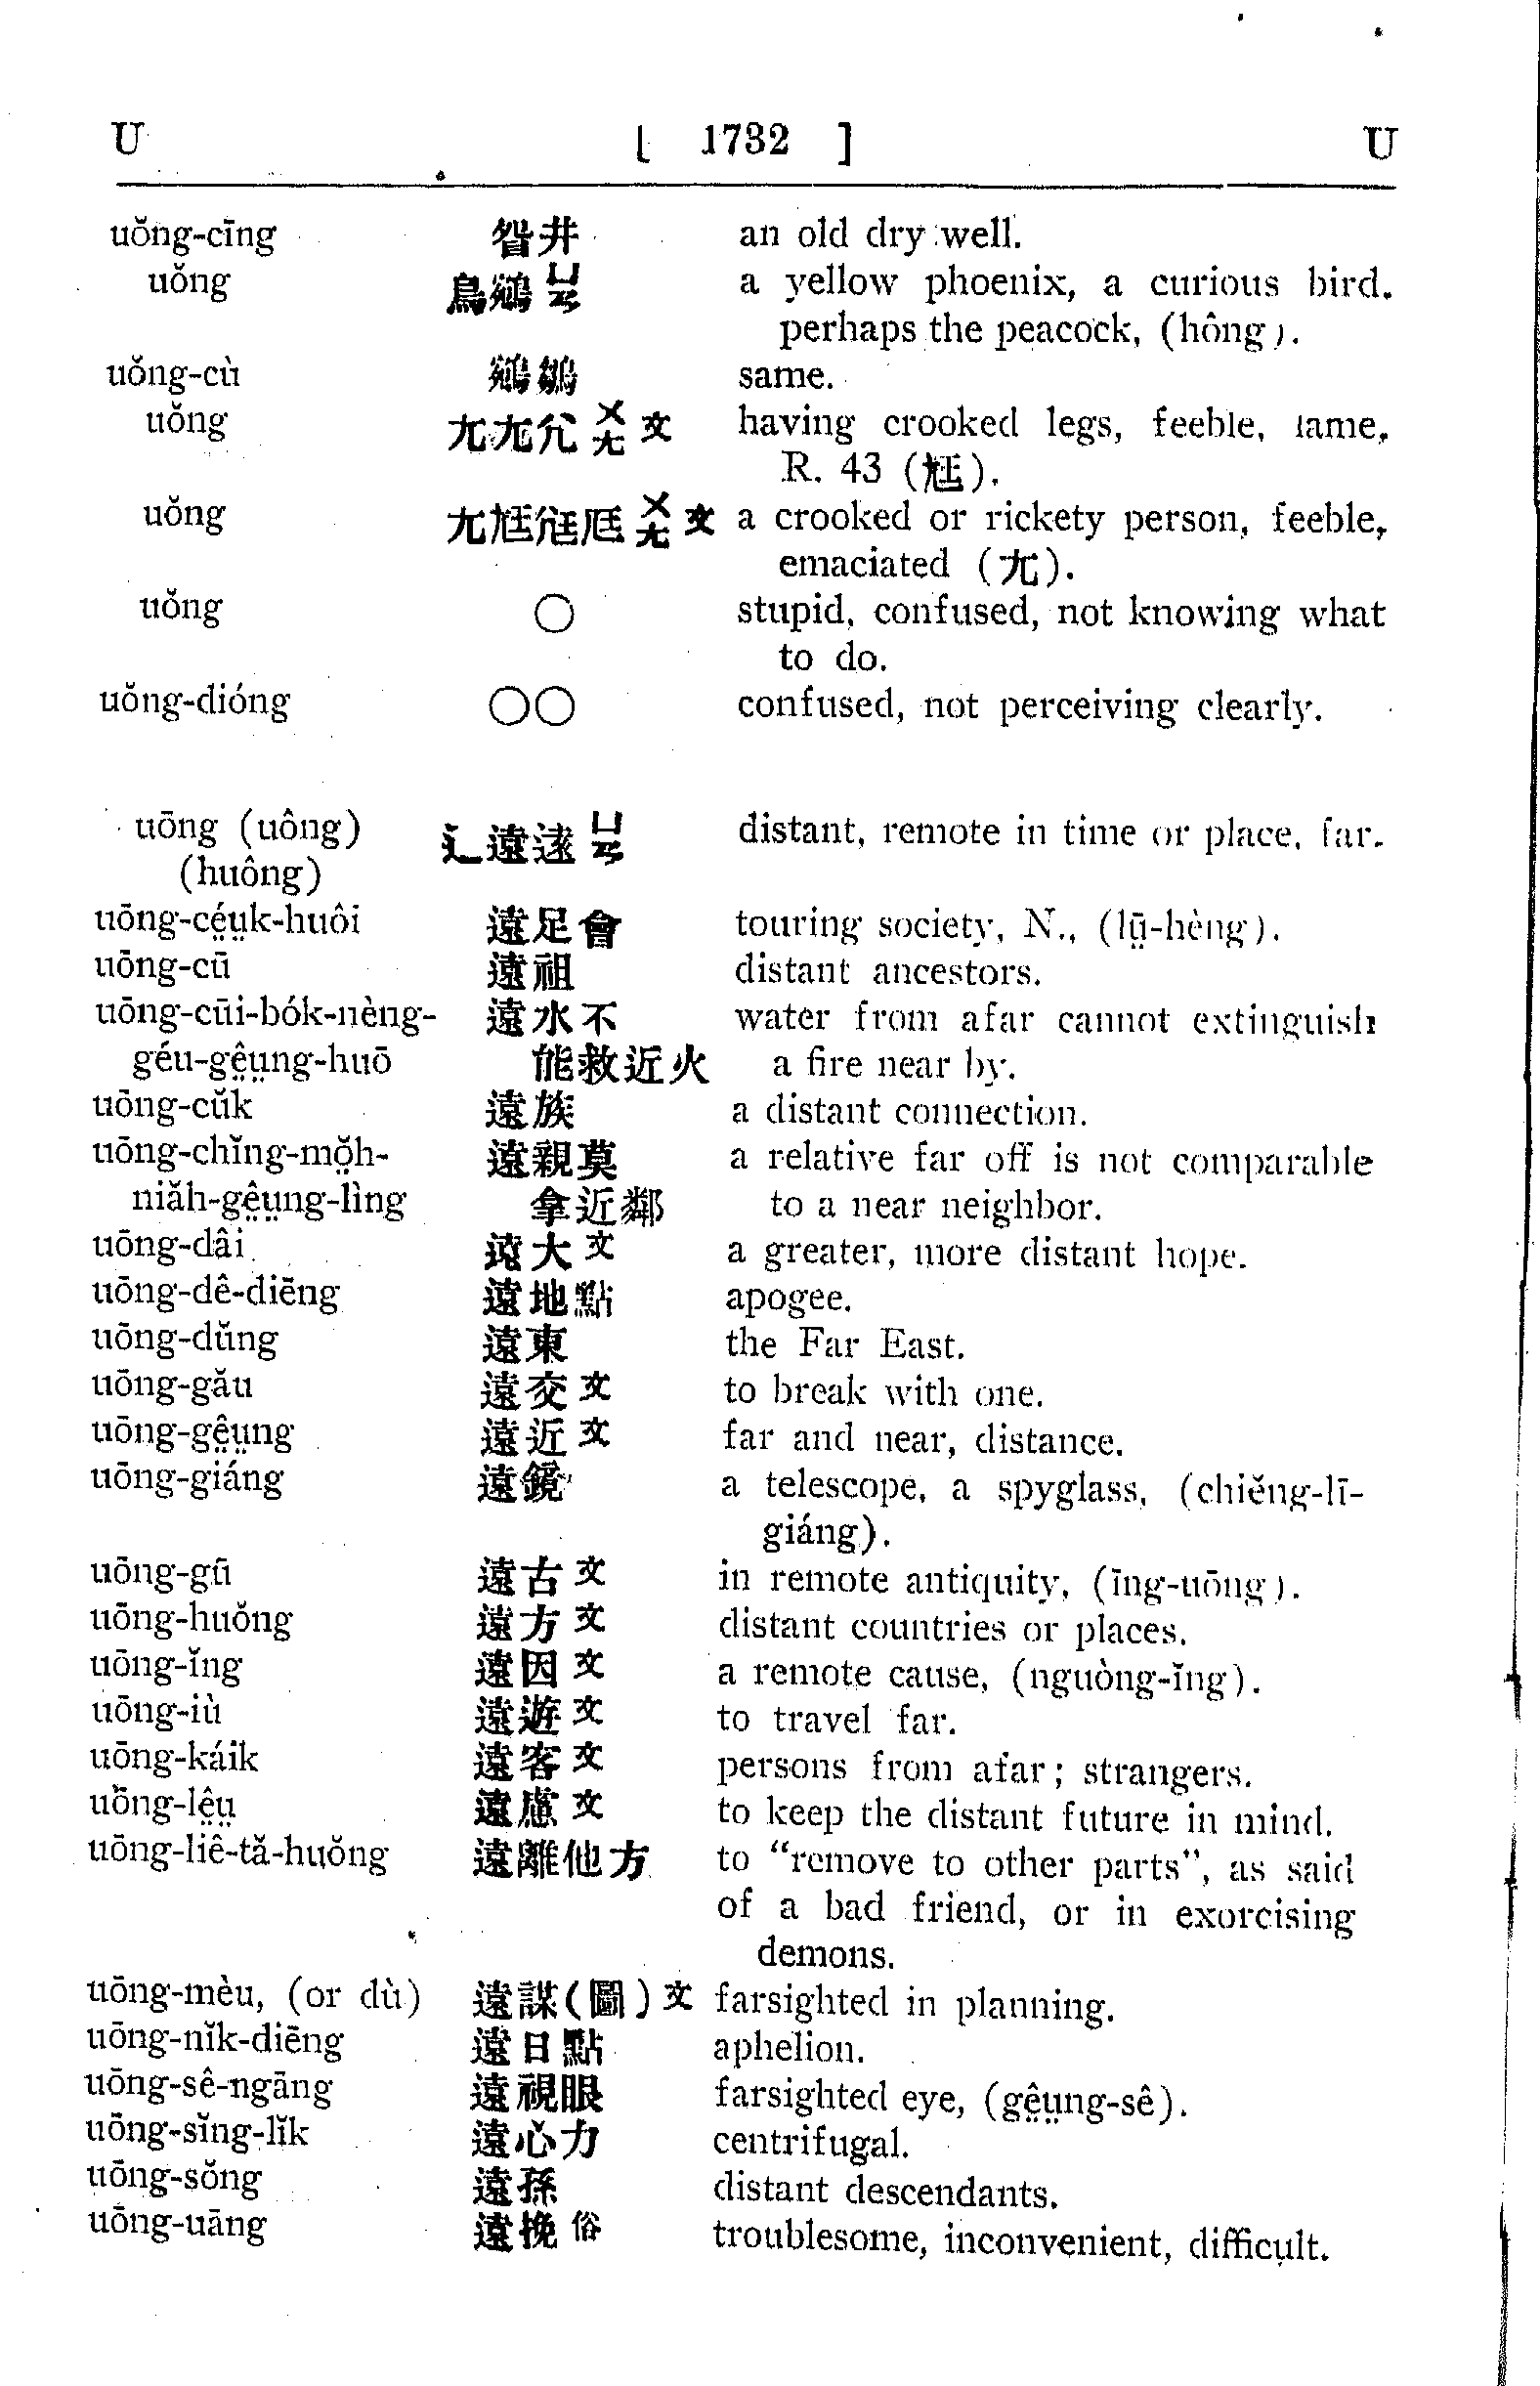 U [ 1732 ] U
uŏng-cīng 眢井 an old dry well.
uŏng 鳥鵷ㄩㄢ a yellow phoenix, a curious bird.
perhaps the peacock, (hông).
uŏng-cù 鵷鶵 same.
uŏng 尢尣尣ㄨㄤ文 having crooked legs, feeble, lame,
R. 43 (尪).
uŏng 尢尪尫ㄨㄤ文 a crooked or rickety person, feeble,
emaciated (尢).
uŏng ○ stupid, confused, not knowing what
to do.
uŏng-dióng ○○ confused, not perceiving clearly.
uōng (uông) 辶遠逺ㄩㄢ distant, remote in time or place, far.
(huông)
uōng-cé̤ṳk-huôi 遠足會 touring society, N., (lṳ̄-hèng).
uōng-cū 遠祖 distant ancestors.
uōng-cūi-bók-nèng- 遠水不 water from afar cannot extinguish
géu-gê̤ṳng-huō 能救近火 a fire near by.
uōng-cŭk 遠族 a distant connection.
uōng-chĭng-mŏ̤h- 遠親莫 a relative far off is not comparable
niăh-gê̤ṳng-lìng 拿近鄰 to a near neighbor.
uōng-dâi 遠大文 a greater, more distant hope.
uōng-dê-diēng 遠地點 apogee.
uōng-dŭng 遠東 the Far East.
uōng-gău 遠交文 to break with one.
uōng-gê̤ṳng 遠近文 far and near, distance.
uōng-giáng 遠鏡 a telescope, a spyglass, (chiĕng-lī-
giáng).
uōng-gū 遠古文 in remote antiquity, (īng-uōng).
uōng-huŏng 遠方文 distant countries or places.
uōng-ĭng 遠因文 a remote cause, (nguòng-ĭng).
uōng-iù 遠遊文 to travel far.
uōng-káik 遠客文 persons from afar; strangers.
uōng-lê̤ṳ 遠慮文 to keep the distant future in mind.
uōng-liê-tă-huŏng 遠離他方 to "remove to other parts", as said
of a bad friend, or in exorcising
demons.
uōng-mèu, (or dù) 遠謀(圖)文 farsighted in planning.
uōng-nĭk-diēng 遠日點 aphelion.
uōng-sê-ngāng 遠視眼 farsighted eye, (gê̤ṳng-sê).
uōng-sĭng-lĭk 遠心力 centrifugal.
uōng-sŏng 遠孫 distant descendants.
uōng-uāng 遠挽俗 troublesome, inconvenient, difficult.